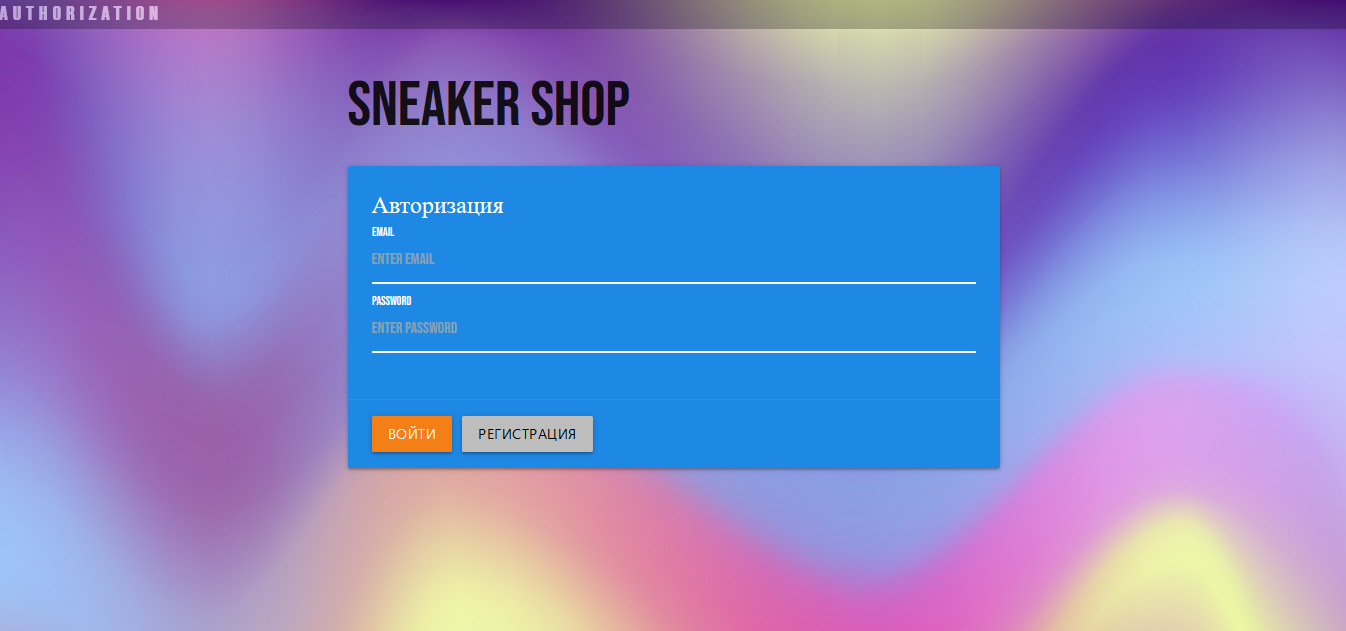 AUTHORIZATION
SNEAKER SHOP
Авторизация
EMAIL
ENTER EMAIL
PASSWORD
ENTER PASSWORD
ВОЙТИ РЕГИСТРАЦИЯ